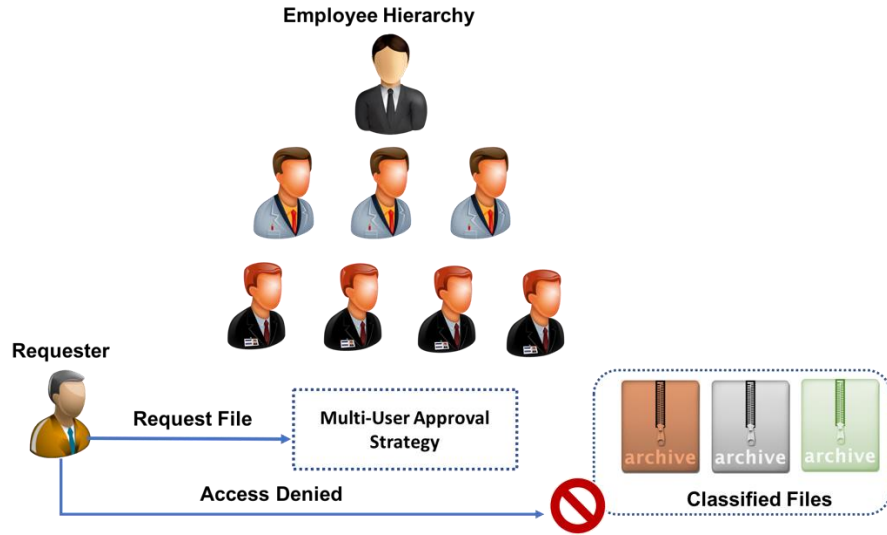 Employee Hierarchy
Requester
Request File
Multi-User Approval
Strategy
archive
archive
archive
Access Denied
Classified Files